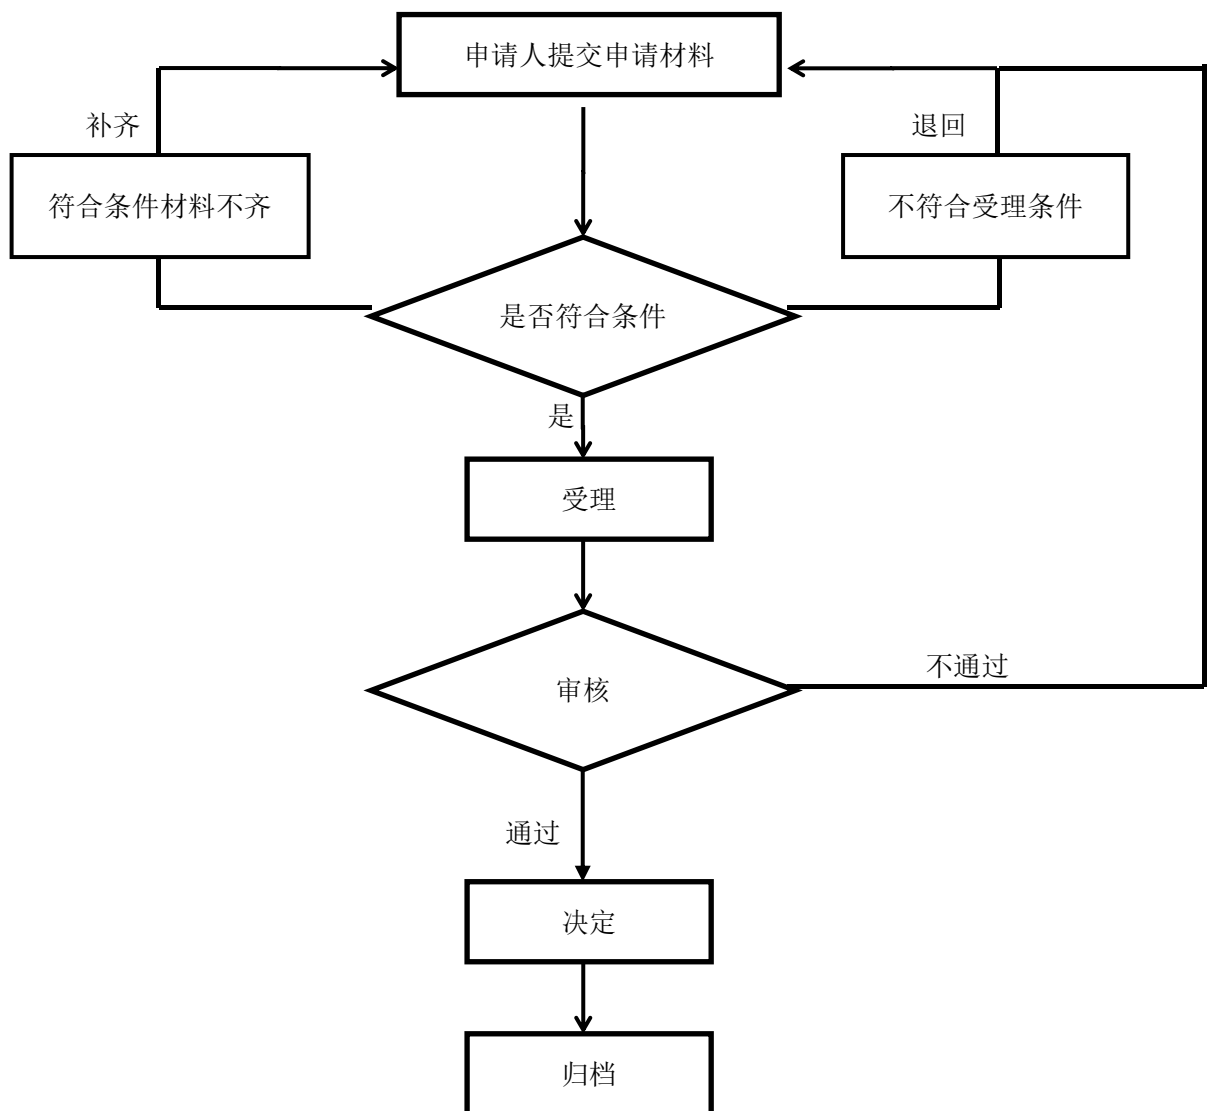 申请人提交申请材料
补齐
退回
符合条件材料不齐
不符合受理条件
是否符合条件
是
受理
不通过
审核
通过
决定
归档